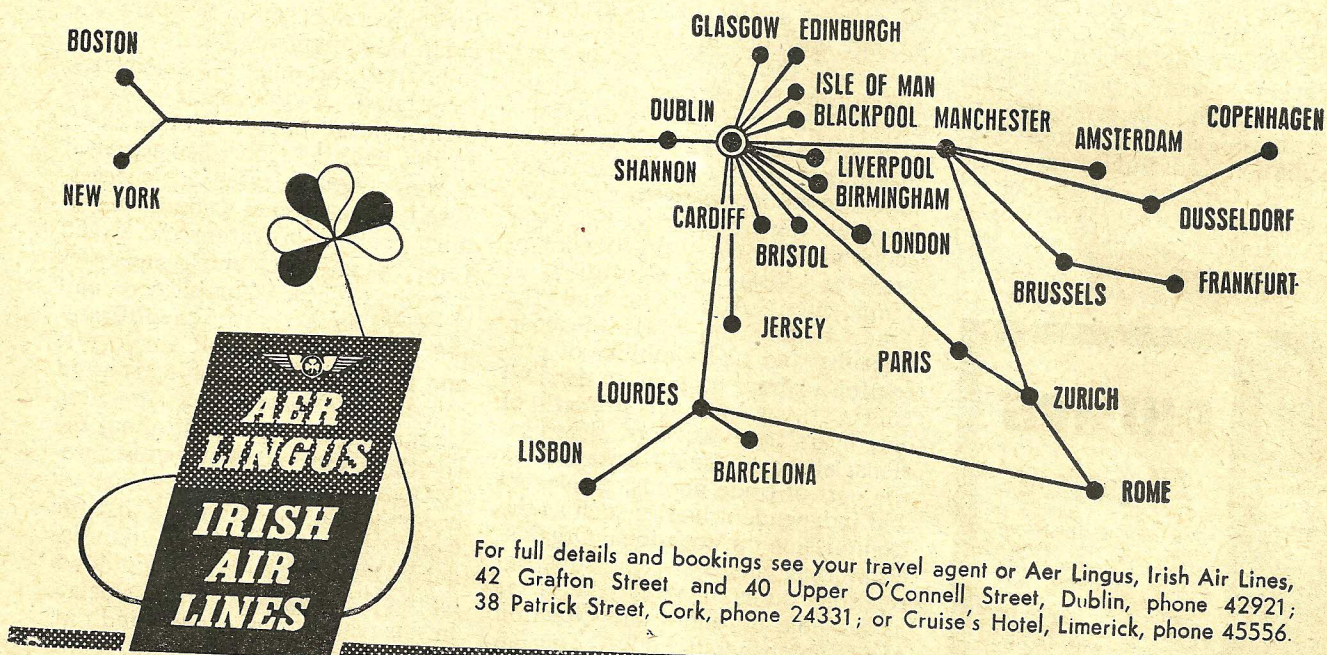 BOSTON
NEW YORK
GLASGOW EDINBURGH
ISLE OF MAN
DUBLIN
BLACKPOOL MANCHESTER
COPENHAGEN
AMSTERDAM
SHANNON
LIVERPOOL
BIRMINGHAM
DUSSELDORF
CARDIFF
BRISTOL
LONDON
BRUSSELS
FRANKFURT
JERSEY
PARIS
LOURDES
ZURICH
LISBON
BARCELONA
ROME
AER
LINGUS
IRISH
AIR
LINES
For full details and bookings see your travel agent or Aer Lingus, Irish Air Lines,
42 Grafton Street and 40 Upper O'Connell Street, Dublin, phone 42921;
38 Patrick Street, Cork, phone 24331; or Cruise's Hotel, Limerick, phone 45556.